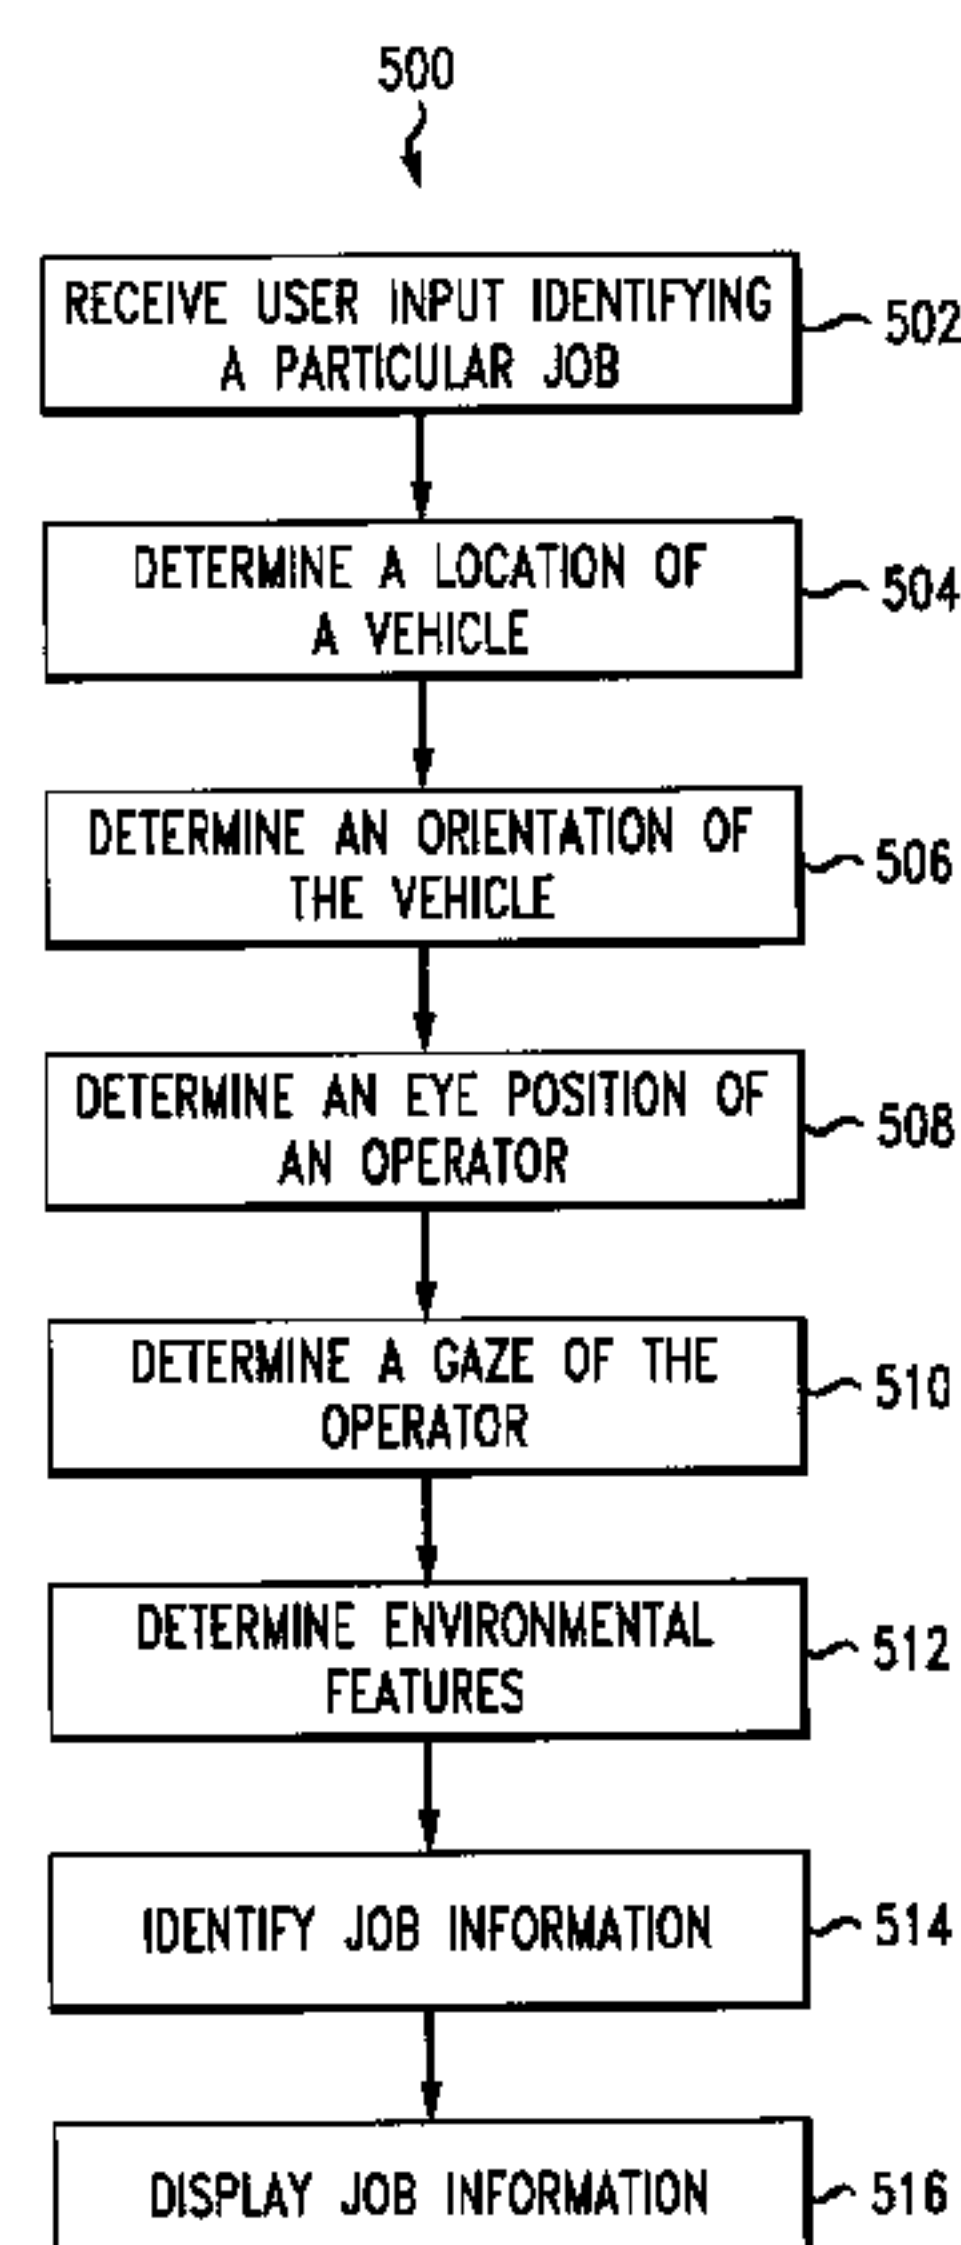 500
RECEIVE USER INPUT IDENTIFYING
A PARTICULAR JOB
502
DETERMINE A LOCATION OF
A VEHICLE
504
DETERMINE AN ORIENTATION OF
THE VEHICLE
506
DETERMINE AN EYE POSITION OF
AN OPERATOR
508
DETERMINE A GAZE OF THE
OPERATOR
510
DETERMINE ENVIRONMENTAL
FEATURES
512
IDENTIFY JOB INFORMATION
514
DISPLAY JOB INFORMATION
516